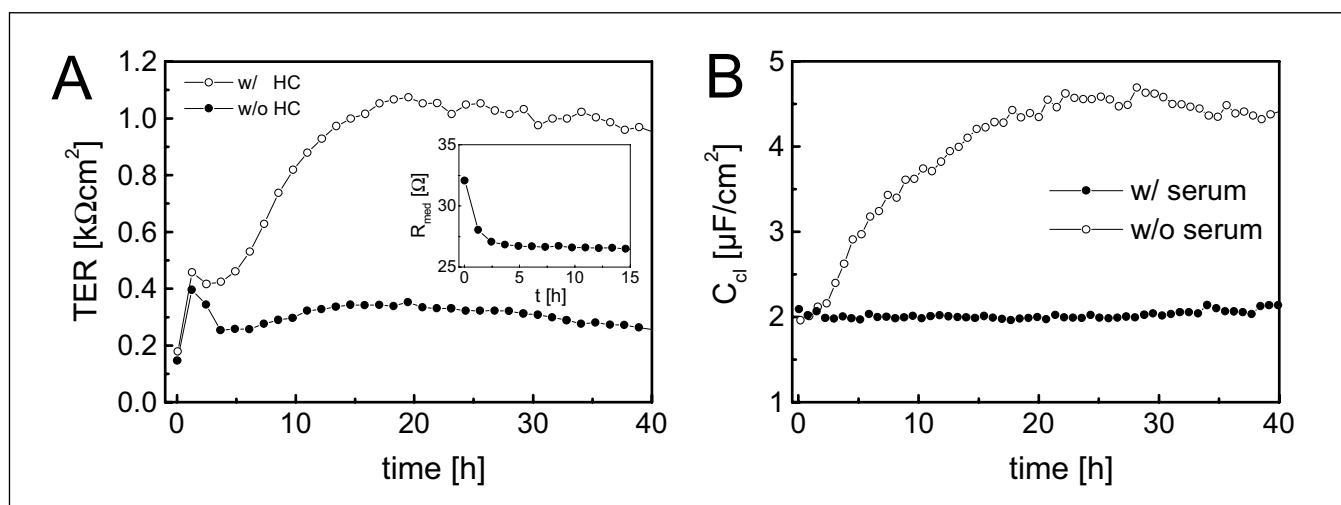 A
w/ HC
w/o HC
TER [kΩcm²]
1.2
1.0
0.8
0.6
0.4
0.2
0.0
0 10 20 30 40
time [h]
R_med [Ω]
35
30
25
0 5 10 15
t [h]
B
w/ serum
w/o serum
C_cl [µF/cm²]
5
4
3
2
1
0 10 20 30 40
time [h]